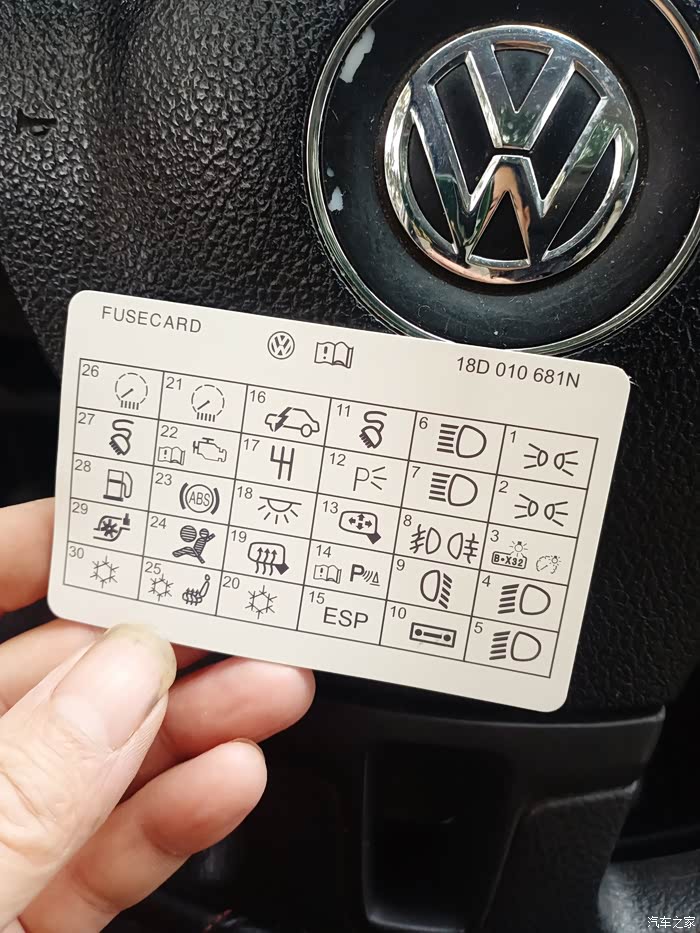 FUSECARD
18D 010 681N
26 21 16 11 6 1
27 22 17 12 P 7 2
28 23 ABS 18 13 8 3 B•X32
29 24 19 14 P 9 4
30 25 20 15 ESP 10 5
汽车之家